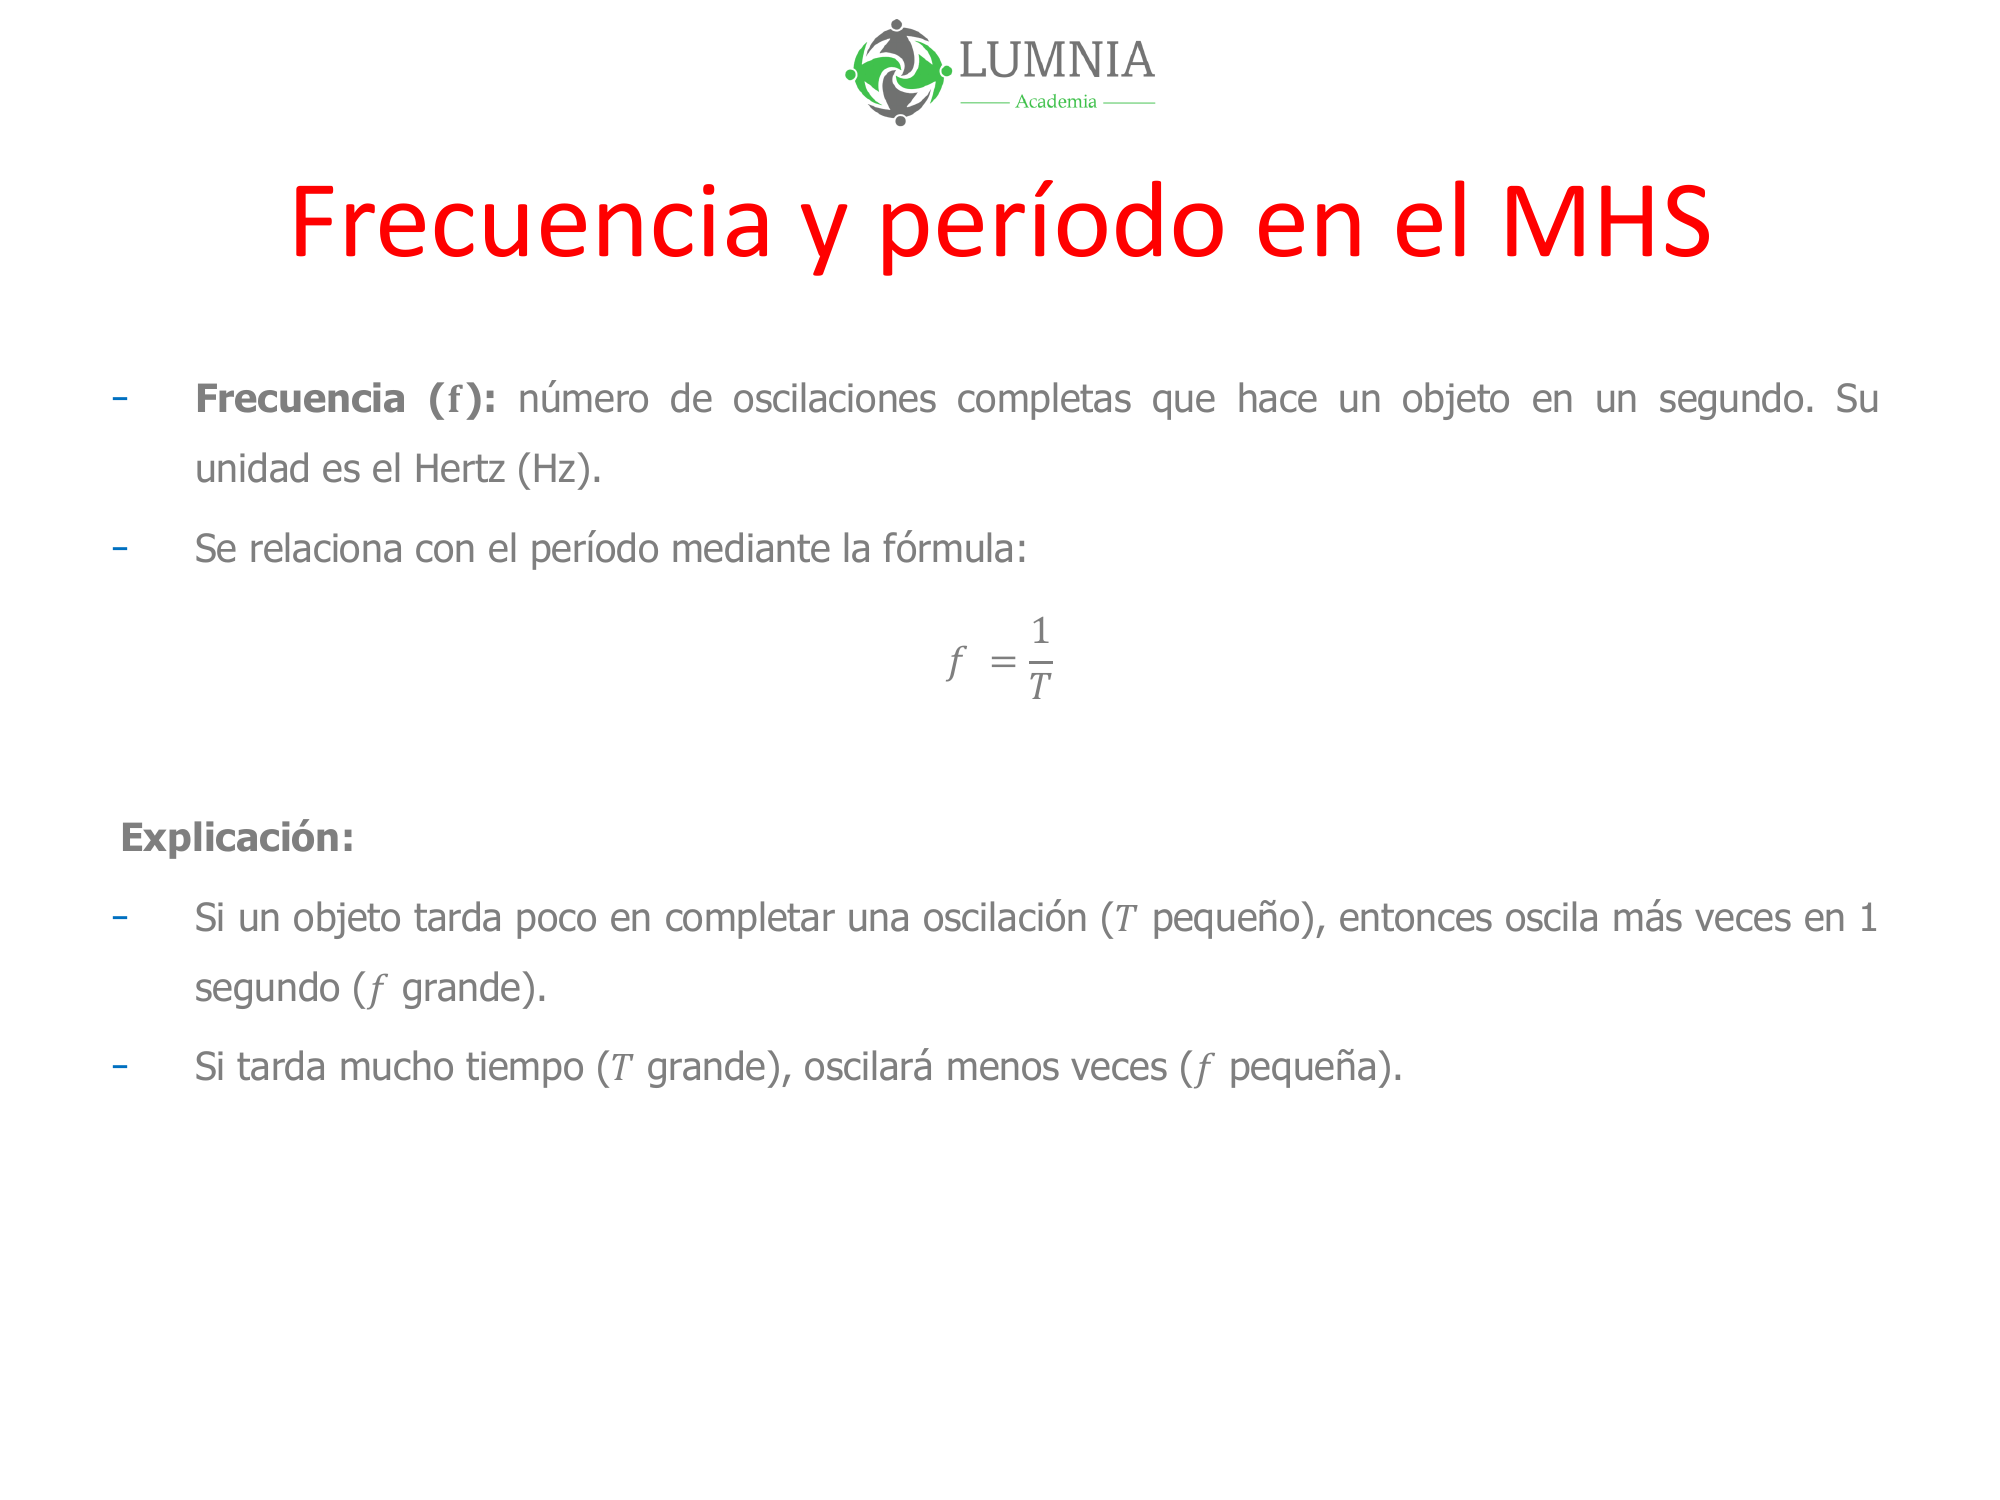 LUMNIA
Academia
Frecuencia y período en el MHS
- Frecuencia (f): número de oscilaciones completas que hace un objeto en un segundo. Su
unidad es el Hertz (Hz).
- Se relaciona con el período mediante la fórmula:
f = 1/T
Explicación:
- Si un objeto tarda poco en completar una oscilación (T pequeño), entonces oscila más veces en 1
segundo (f grande).
- Si tarda mucho tiempo (T grande), oscilará menos veces (f pequeña).